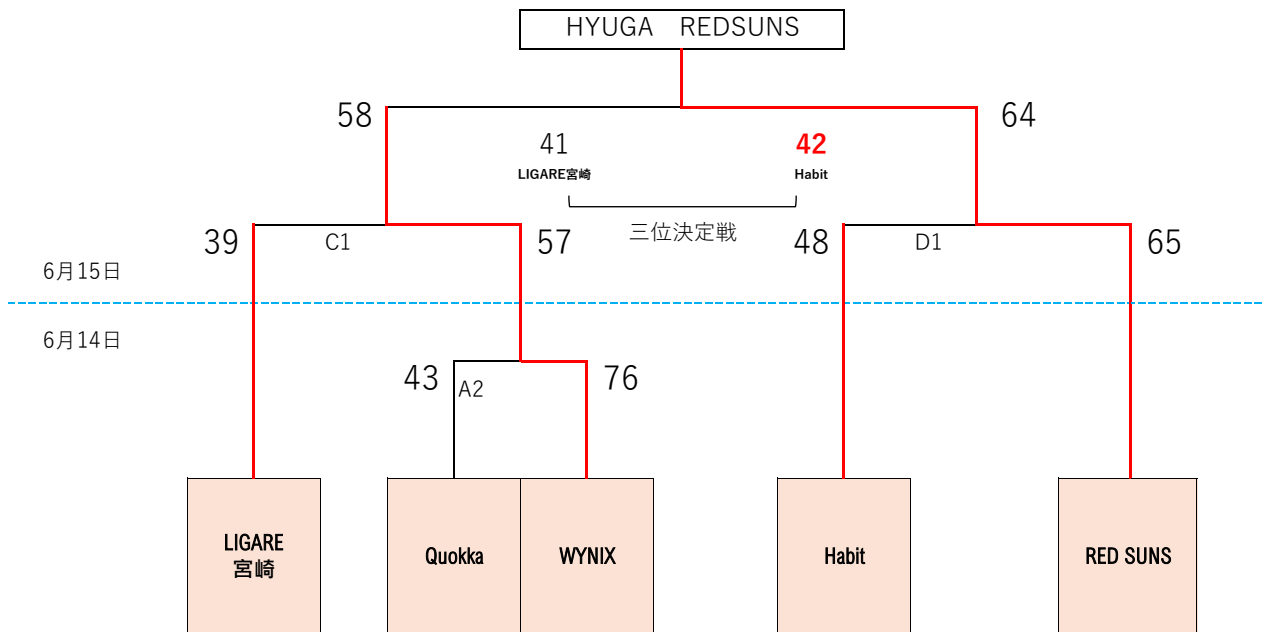 HYUGA　REDSUNS
58
64
41
42
LIGARE宮崎
Habit
三位決定戦
39
C1
57
48
D1
65
6月15日
6月14日
43
A2
76
LIGARE
宮崎
Quokka
WYNIX
Habit
RED SUNS